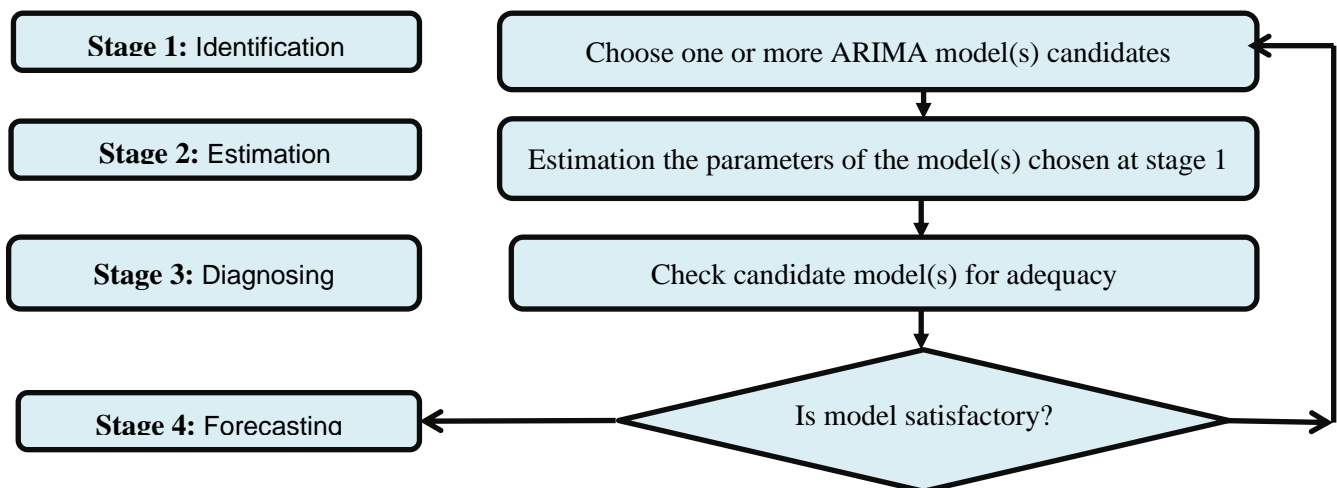 Stage 1: Identification
Choose one or more ARIMA model(s) candidates
Stage 2: Estimation
Estimation the parameters of the model(s) chosen at stage 1
Stage 3: Diagnosing
Check candidate model(s) for adequacy
Stage 4: Forecasting
Is model satisfactory?